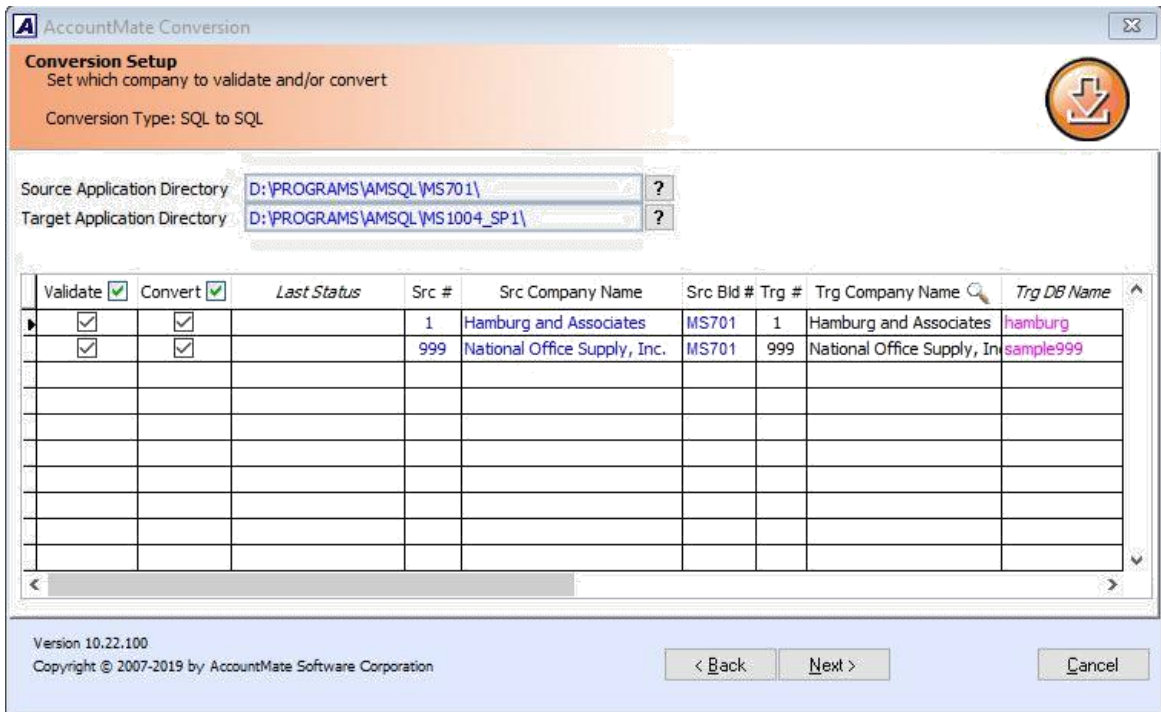 A AccountMate Conversion
Conversion Setup
Set which company to validate and/or convert
Conversion Type: SQL to SQL
Source Application Directory D:\PROGRAMS\AMSQL\MS701\ ?
Target Application Directory D:\PROGRAMS\AMSQL\MS1004_SP1\ ?
Validate Convert Last Status Src # Src Company Name Src Bld # Trg # Trg Company Name Trg DB Name
1 Hamburg and Associates MS701 1 Hamburg and Associates hamburg
999 National Office Supply, Inc. MS701 999 National Office Supply, In sample999
Version 10.22.100
Copyright © 2007-2019 by AccountMate Software Corporation
< Back Next > Cancel